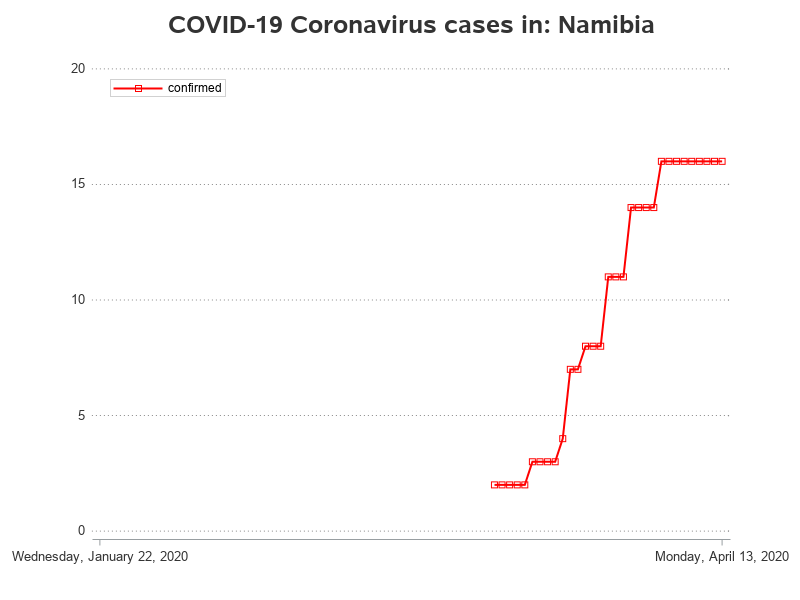 COVID-19 Coronavirus cases in: Namibia
20
confirmed
15
10
5
0
Wednesday, January 22, 2020
Monday, April 13, 2020